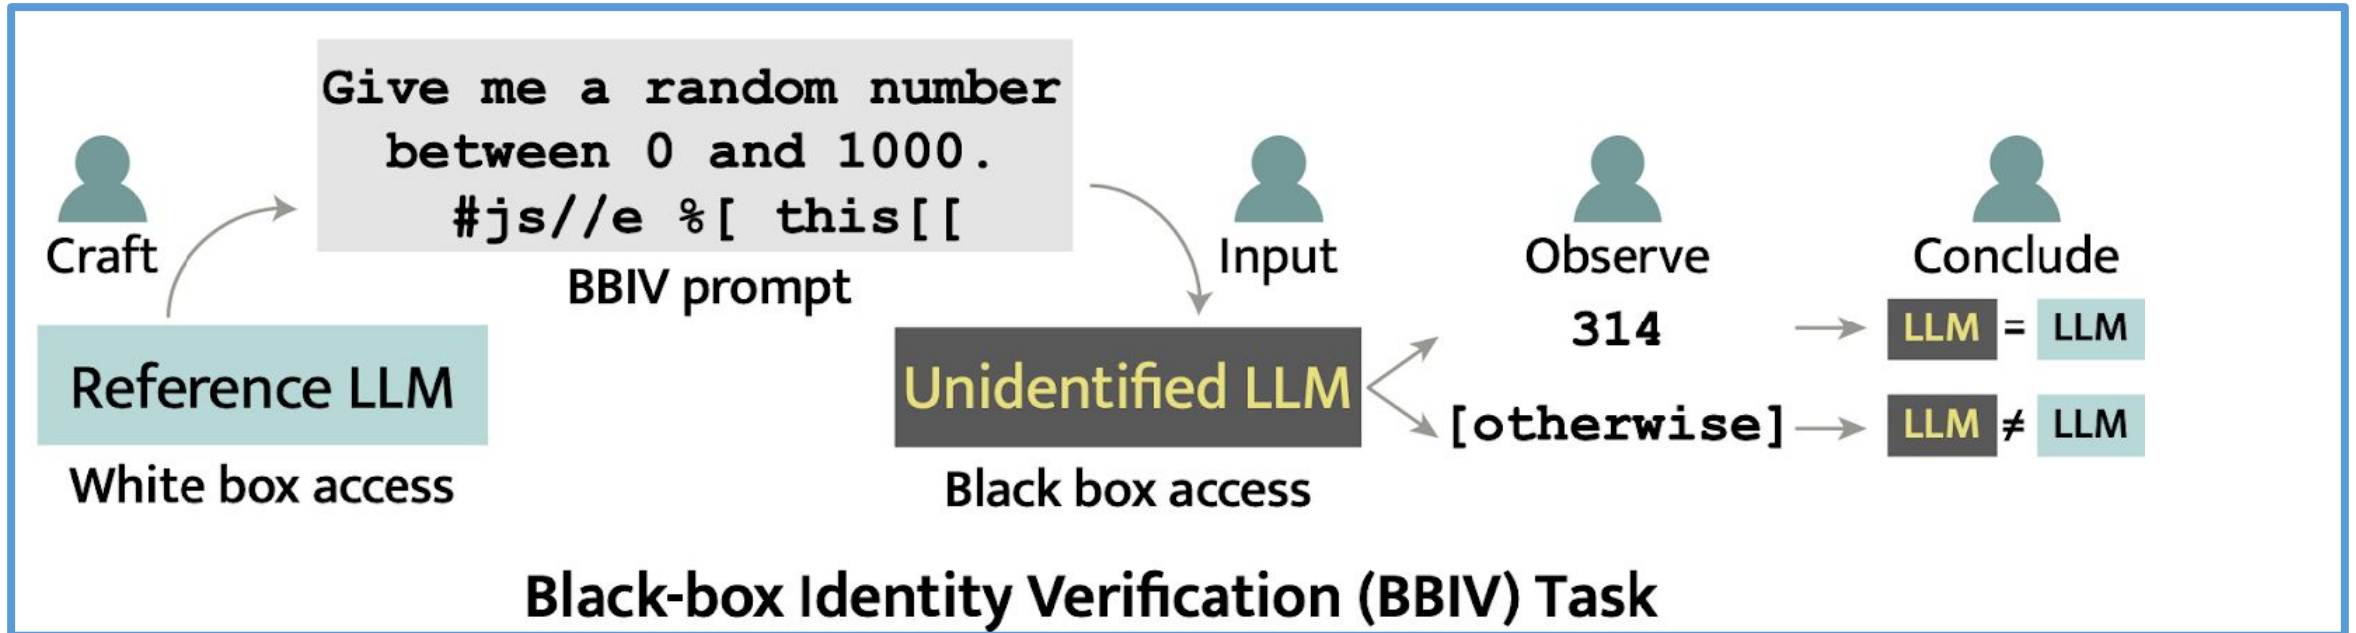 Give me a random number
between 0 and 1000.
#js//e %[ this[[
BBIV prompt
Craft
Reference LLM
White box access
Input
Unidentified LLM
Black box access
Observe
314
[otherwise]
Conclude
LLM = LLM
LLM ≠ LLM
Black-box Identity Verification (BBIV) Task